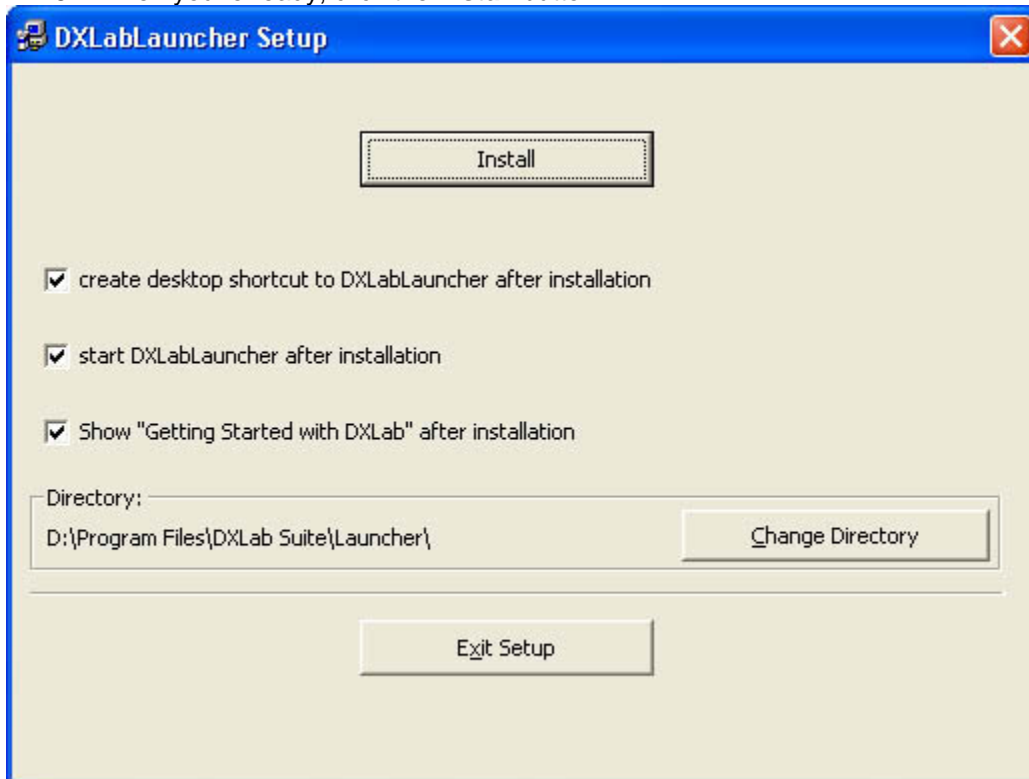 DXLabLauncher Setup
Install
create desktop shortcut to DXLabLauncher after installation
start DXLabLauncher after installation
Show "Getting Started with DXLab" after installation
Directory:
D:\Program Files\DXLab Suite\Launcher\
Change Directory
Exit Setup